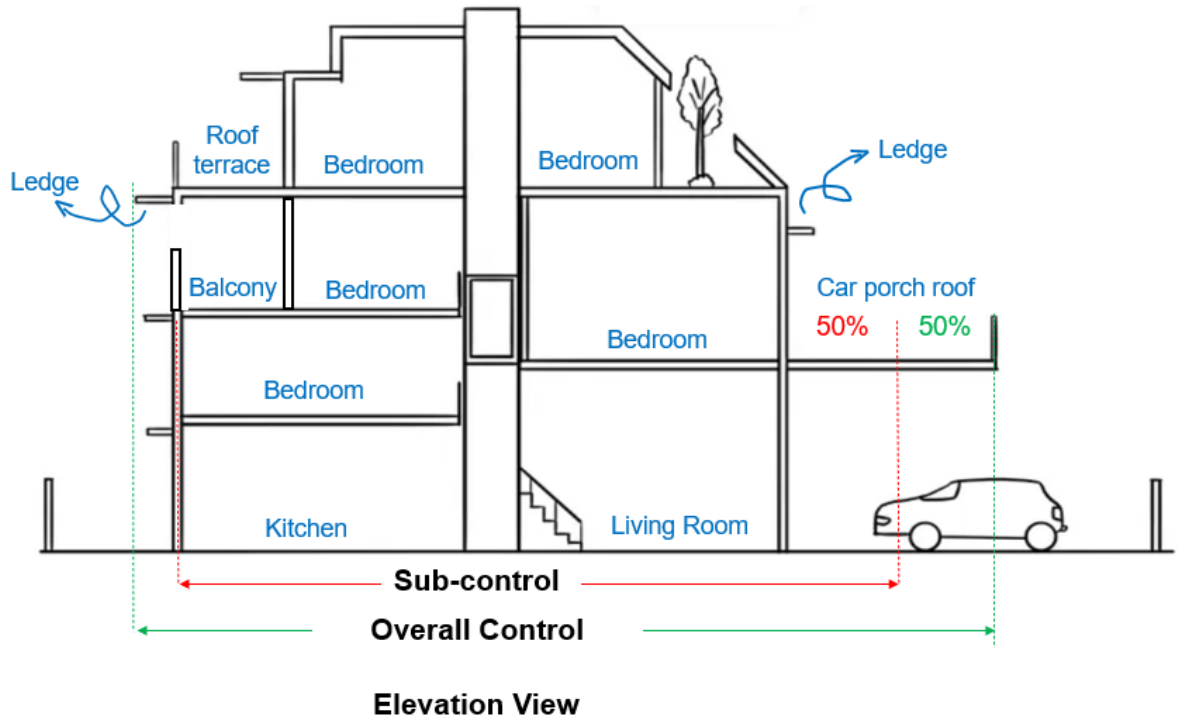 Roof
terrace
Bedroom
Bedroom
Ledge
Ledge
Balcony
Bedroom
Car porch roof
50%
50%
Bedroom
Bedroom
Kitchen
Living Room
Sub-control
Overall Control
Elevation View